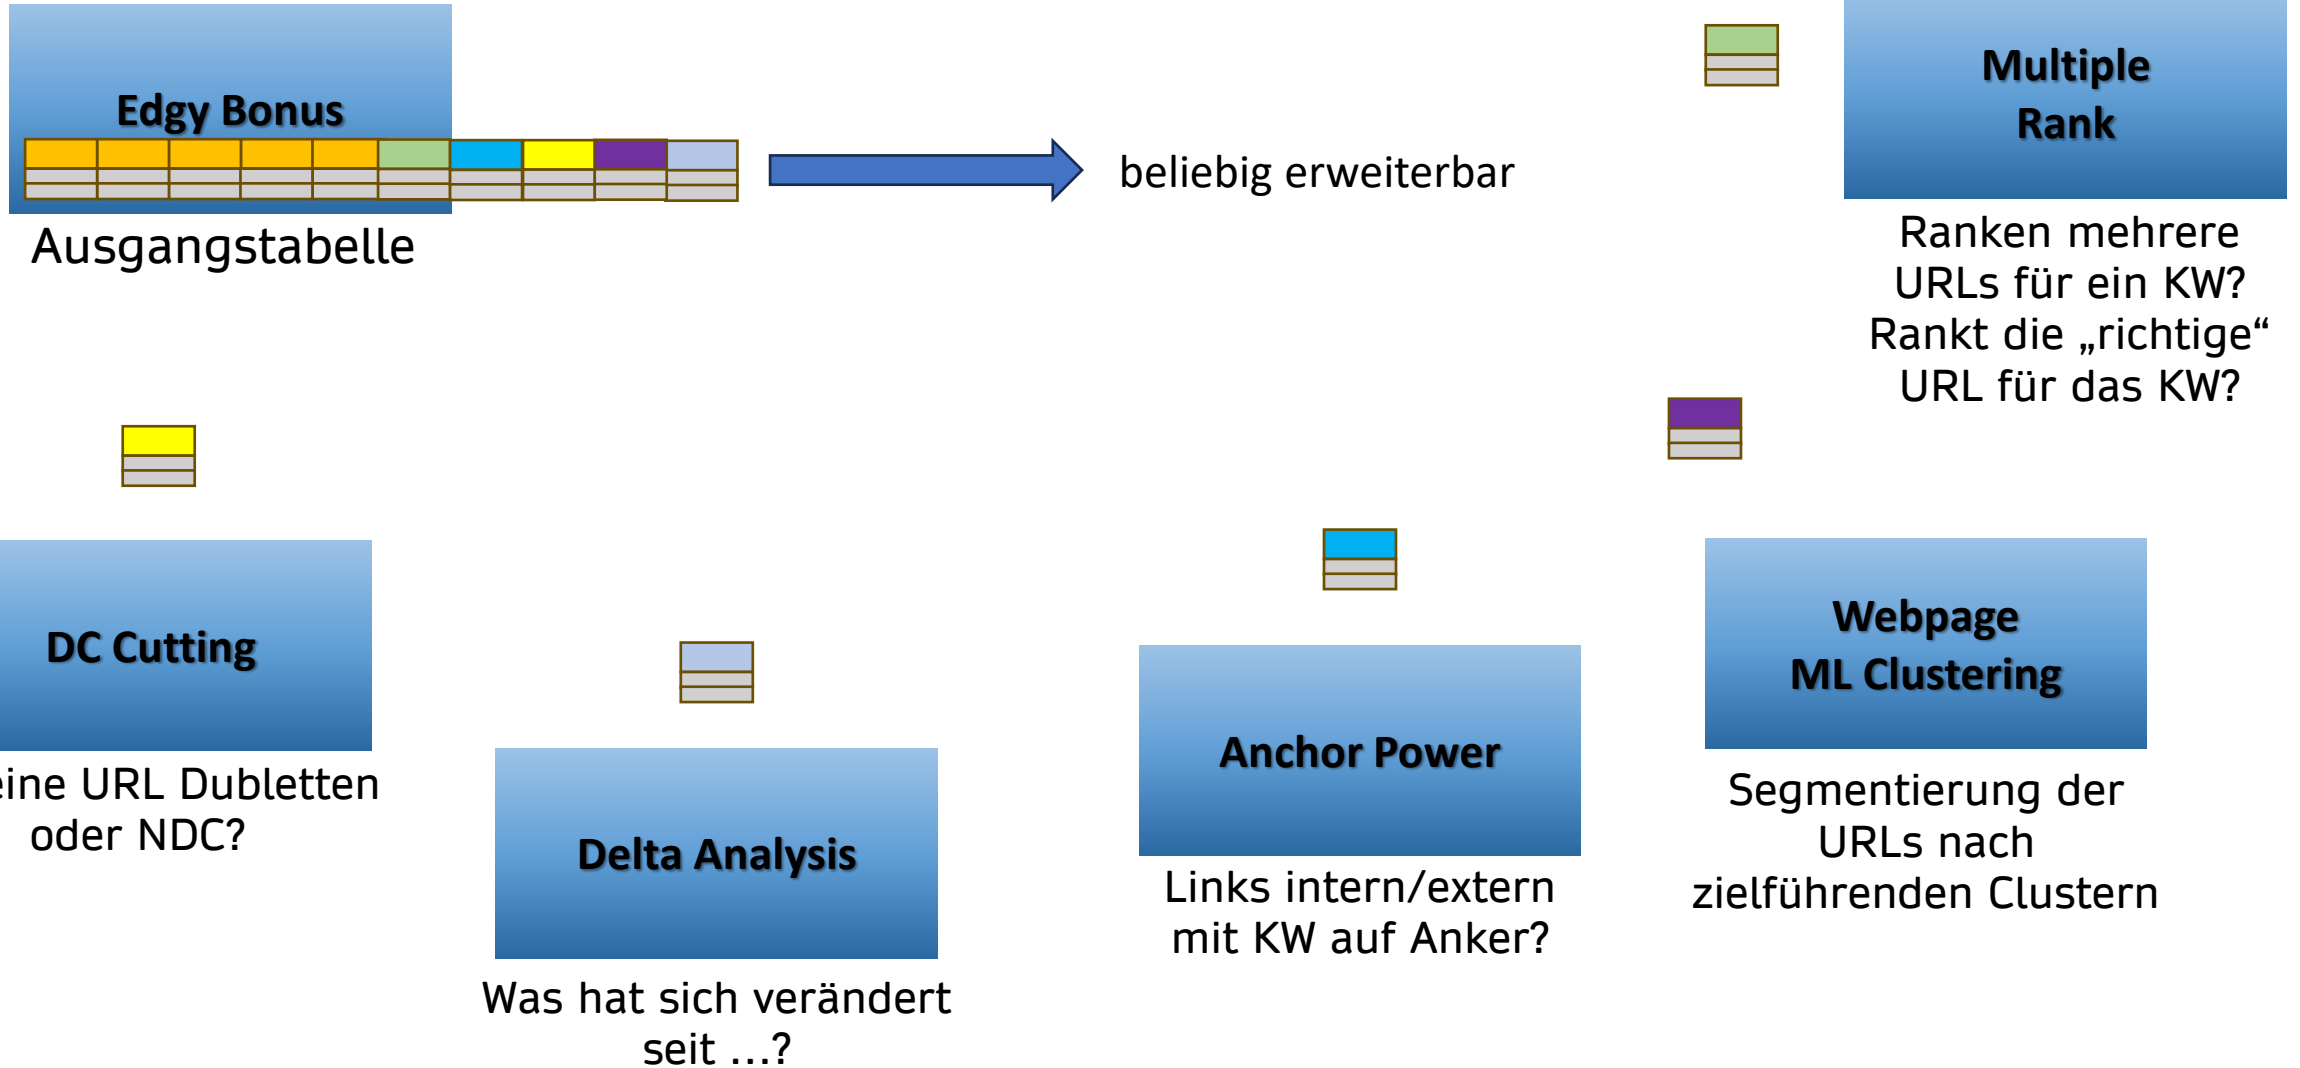 Edgy Bonus
Ausgangstabelle
beliebig erweiterbar
Multiple
Rank
Ranken mehrere
URLs für ein KW?
Rankt die „richtige“
URL für das KW?
DC Cutting
URL Dubletten
oder NDC?
Delta Analysis
Was hat sich verändert
seit ...?
Anchor Power
Links intern/extern
mit KW auf Anker?
Webpage
ML Clustering
Segmentierung der
URLs nach
zielführenden Clustern